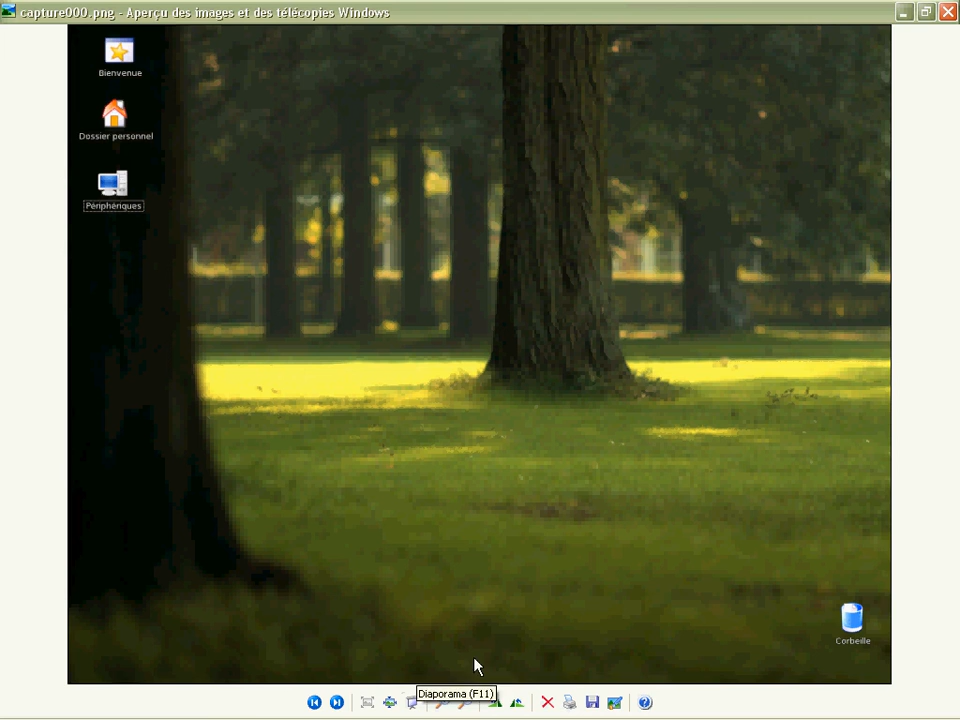 capture000.png - Aperçu des images et des télécopies Windows
Bienvenue
Dossier personnel
Périphériques
Corbeille
Diaporama (F11)